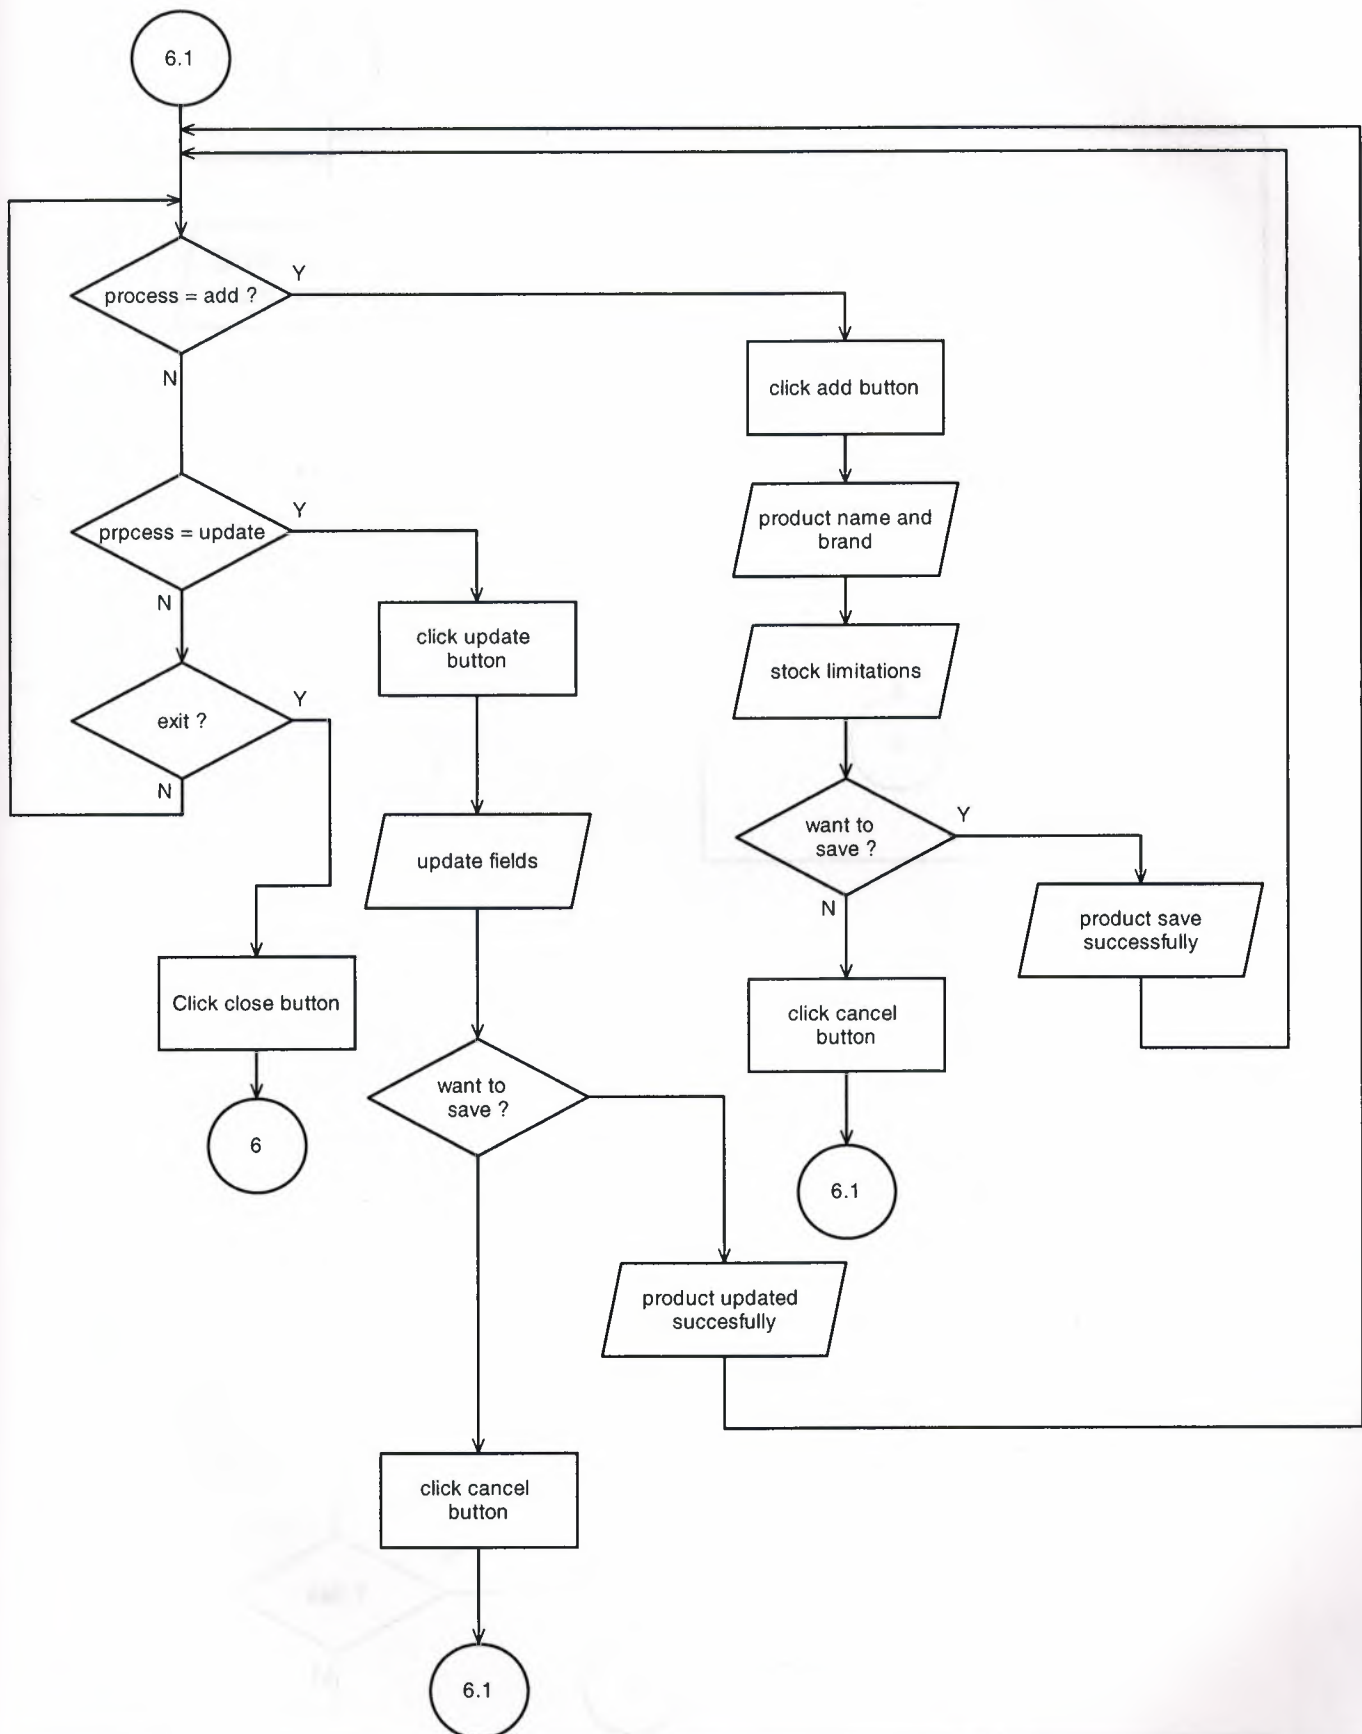 6.1
process = add ?
Y
N
click add button
product name and
brand
prpcess = update
Y
N
click update
button
stock limitations
exit ?
Y
N
want to
save ?
Y
N
update fields
product save
successfully
Click close button
click cancel
button
want to
save ?
6
6.1
product updated
succesfully
click cancel
button
6.1